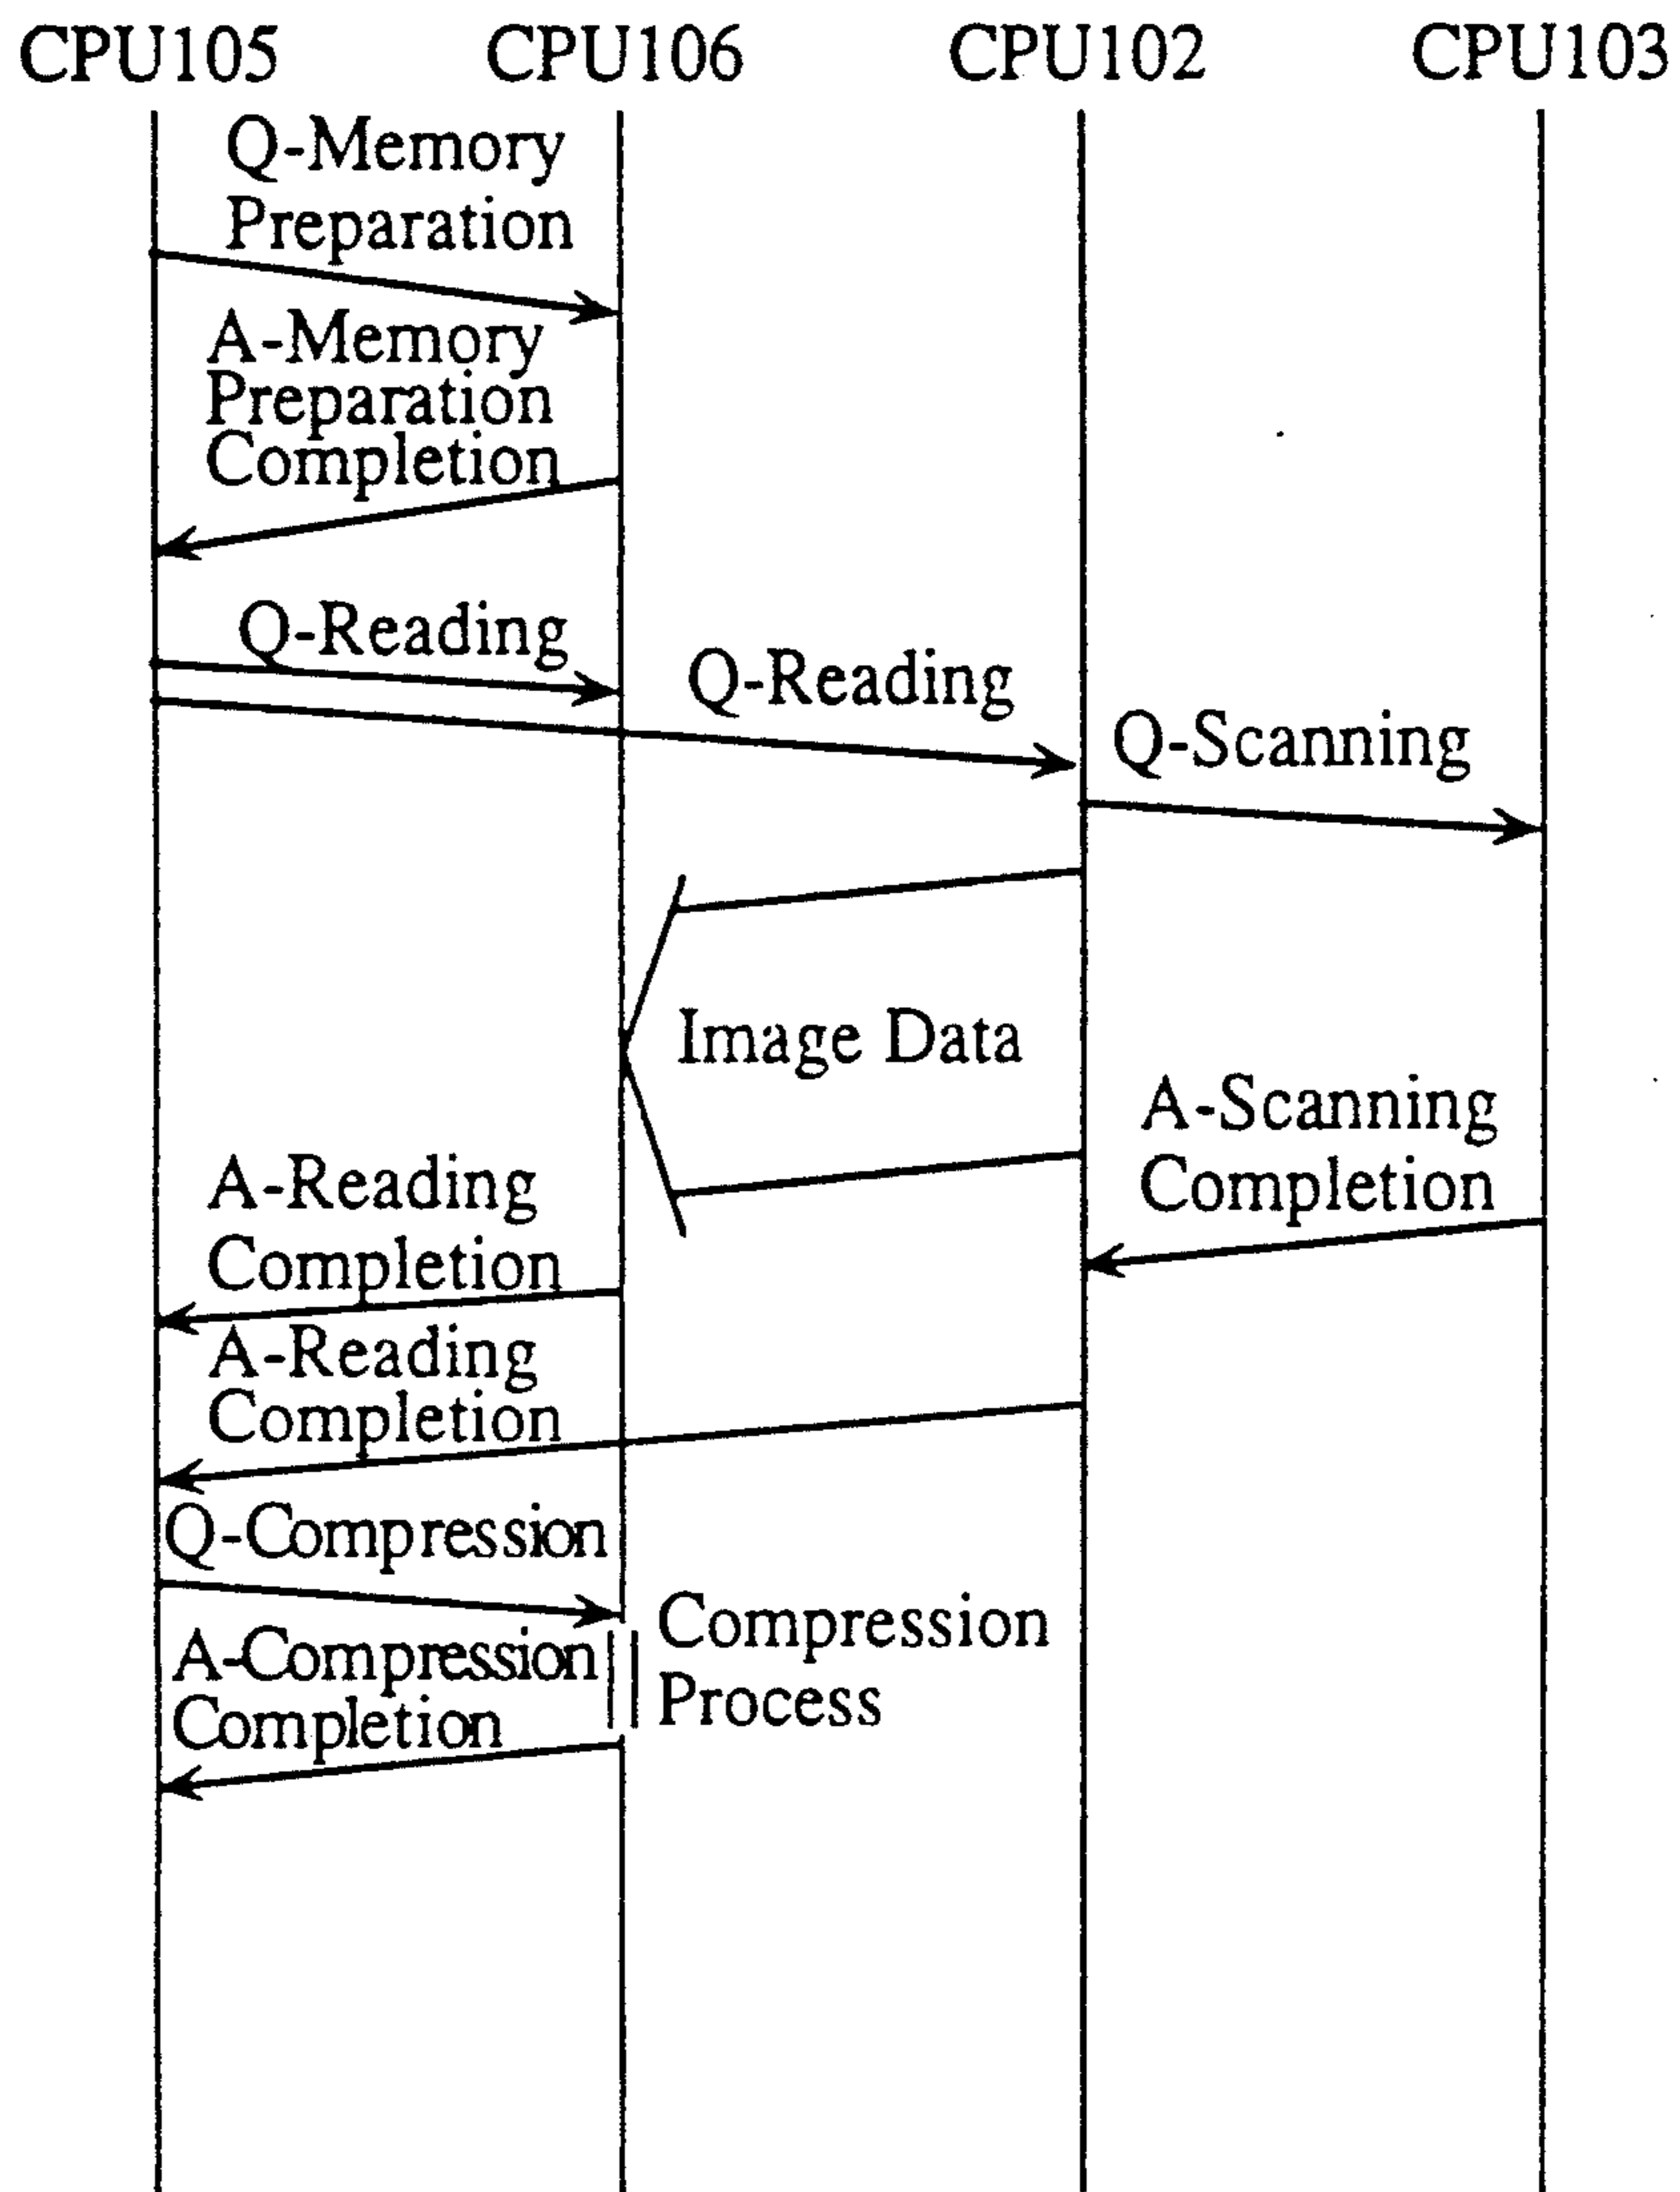 CPU105 CPU106 CPU102 CPU103
Q-Memory
Preparation
A-Memory
Preparation
Completion
Q-Reading
Q-Reading
Q-Scanning
Image Data
A-Scanning
Completion
A-Reading
Completion
A-Reading
Completion
Q-Compression
Compression
Process
A-Compression
Completion